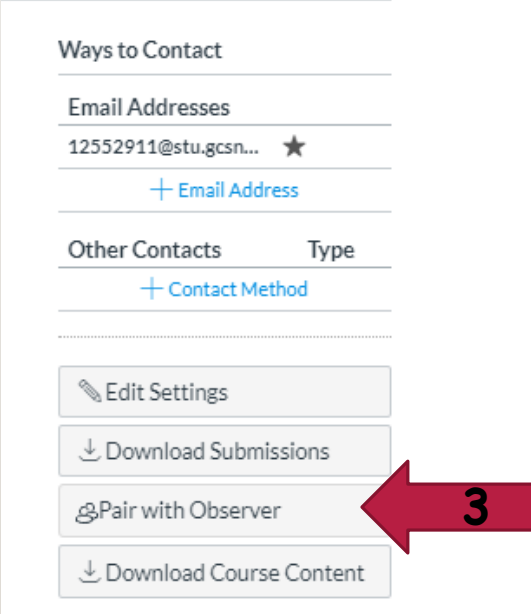 Ways to Contact
Email Addresses
12552911@stu.gcsn...
+ Email Address
Other Contacts Type
+ Contact Method
Edit Settings
Download Submissions
Pair with Observer
3
Download Course Content